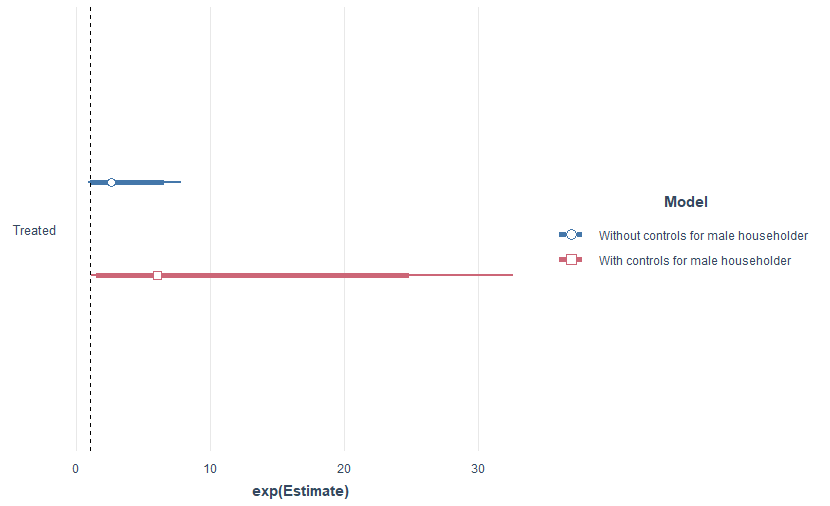 Treated
0
10
20
30
exp(Estimate)
Model
Without controls for male householder
With controls for male householder